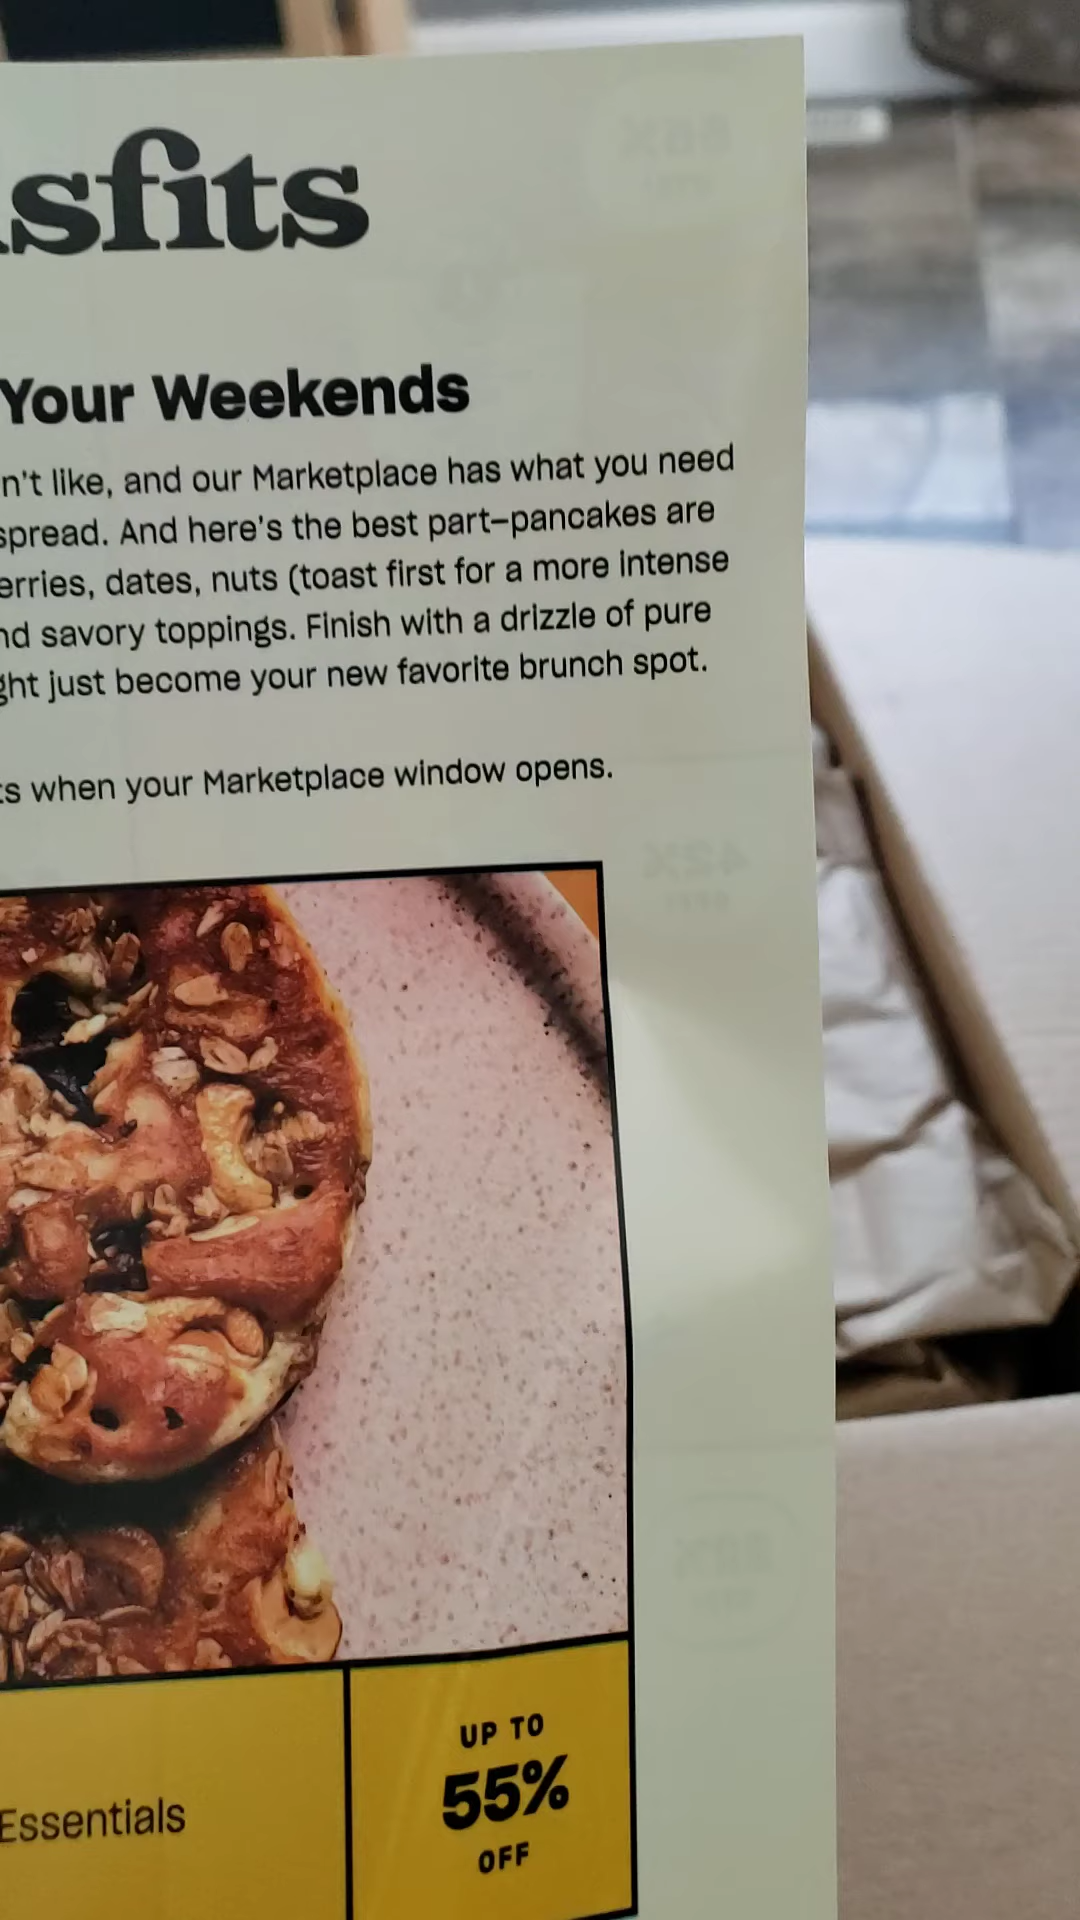 sfits
Your Weekends
n't like, and our Marketplace has what you need
spread. And here's the best part–pancakes are
erries, dates, nuts (toast first for a more intense
nd savory toppings. Finish with a drizzle of pure
ght just become your new favorite brunch spot.
ts when your Marketplace window opens.
Essentials
UP TO
55%
OFF